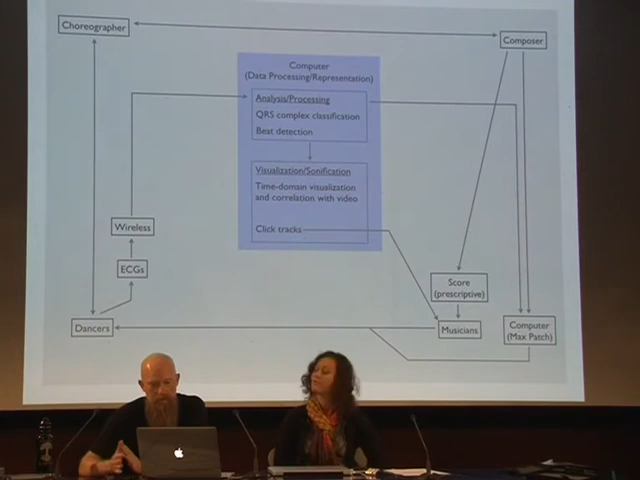 Choreographer
Composer
Computer
(Data Processing/Representation)
Analysis/Processing
QRS complex classification
Beat detection
Visualization/Sonification
Time-domain visualization
and correlation with video
Click tracks
Wireless
ECGs
Dancers
Score
(prescriptive)
Musicians
Computer
(Max Patch)